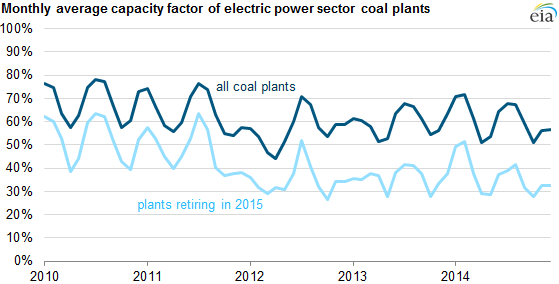 Monthly average capacity factor of electric power sector coal plants
eia
100%
90%
80%
70%
60%
50%
40%
30%
20%
10%
0%
all coal plants
plants retiring in 2015
2010 2011 2012 2013 2014